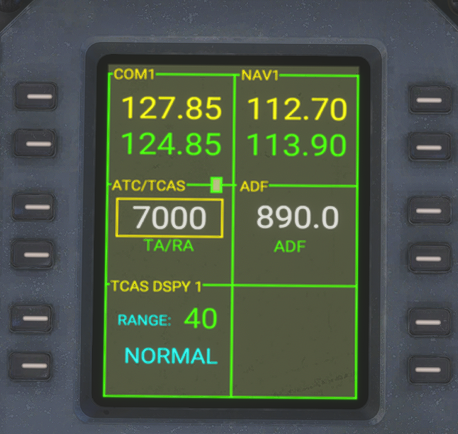 COM1
127.85
124.85
NAV1
112.70
113.90
ATC/TCAS
7000
TA/RA
ADF
890.0
ADF
TCAS DSPY 1
RANGE: 40
NORMAL